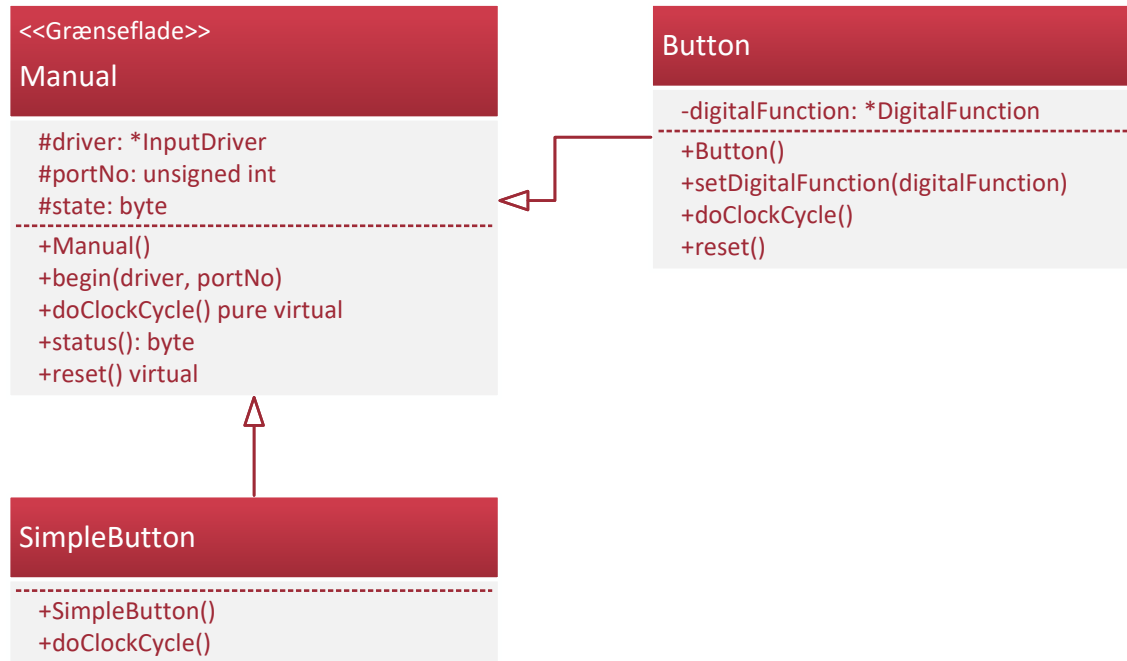 <<Grænseflade>>
Manual
#driver: *InputDriver
#portNo: unsigned int
#state: byte
+Manual()
+begin(driver, portNo)
+doClockCycle() pure virtual
+status(): byte
+reset() virtual
Button
-digitalFunction: *DigitalFunction
+Button()
+setDigitalFunction(digitalFunction)
+doClockCycle()
+reset()
SimpleButton
+SimpleButton()
+doClockCycle()